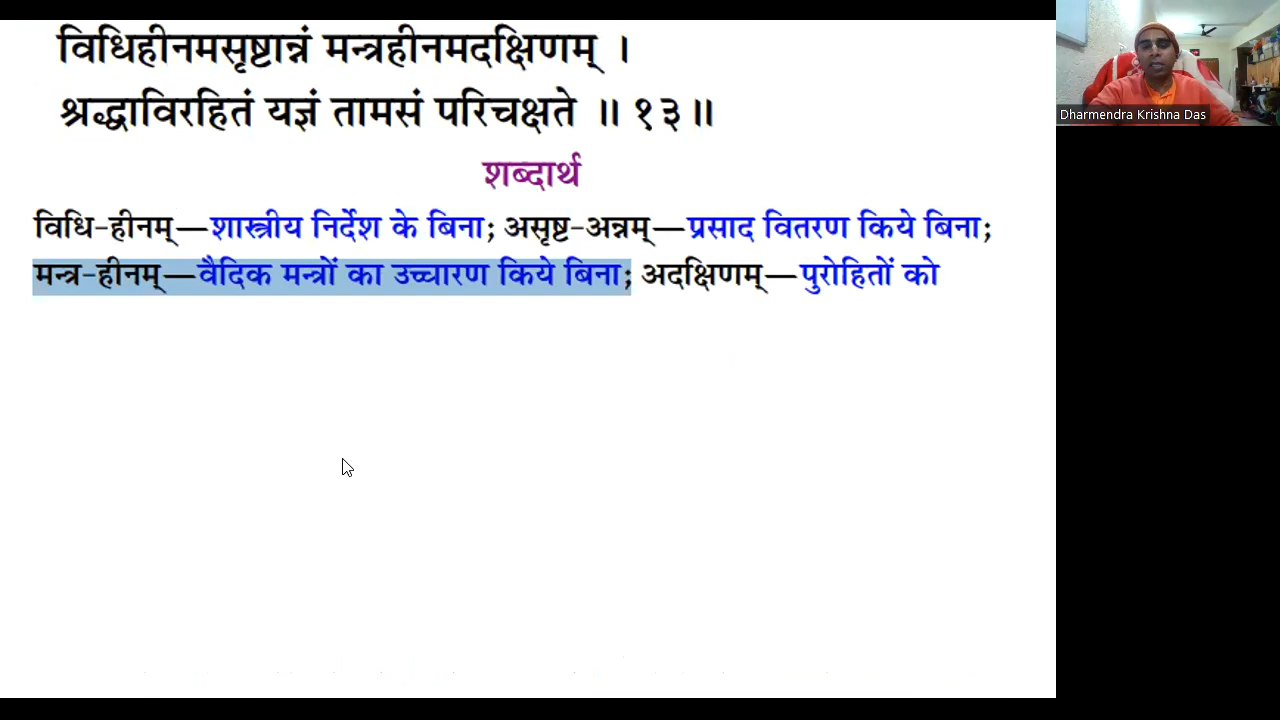 विधिहीनमसृष्टान्नं मन्त्रहीनमदक्षिणम् ।
श्रद्धाविरहितं यज्ञं तामसं परिचक्षते ॥ १३॥
शब्दार्थ
विधि-हीनम्—शास्त्रीय निर्देश के बिना; असृष्ट-अन्नम्—प्रसाद वितरण किये बिना;
मन्त्र-हीनम्—वैदिक मन्त्रों का उच्चारण किये बिना; अदक्षिणम्—पुरोहितों को
Dharmendra Krishna Das